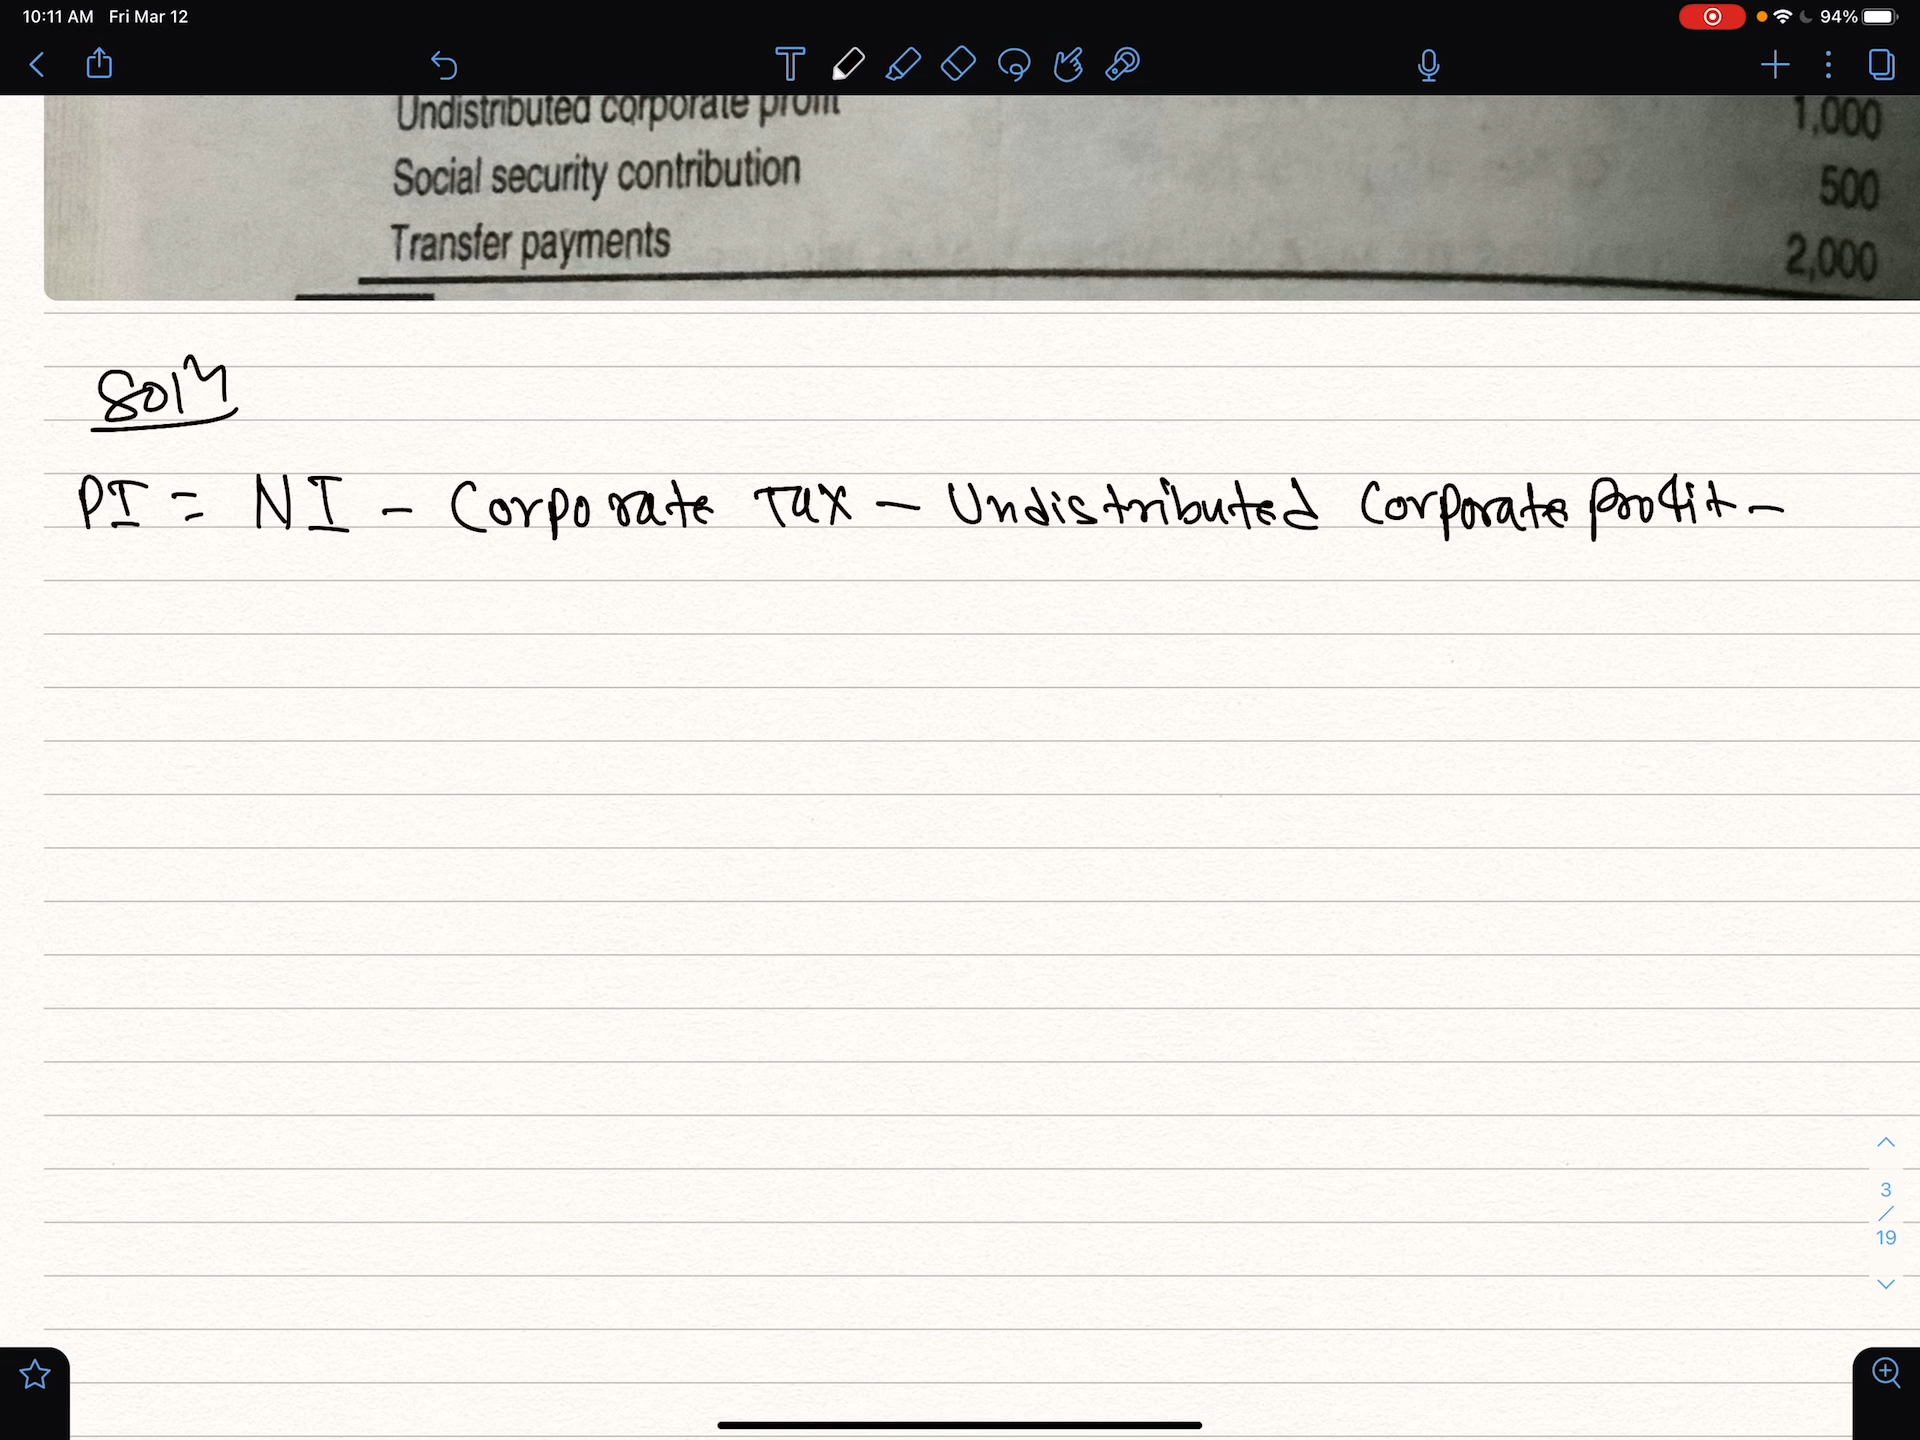 10:11 AM Fri Mar 12
94%
Undistributed corporate profit 1,000
Social security contribution 500
Transfer payments 2,000
Soln
PI = NI - Corporate Tax - Undistributed Corporate Profit -
3
/
19